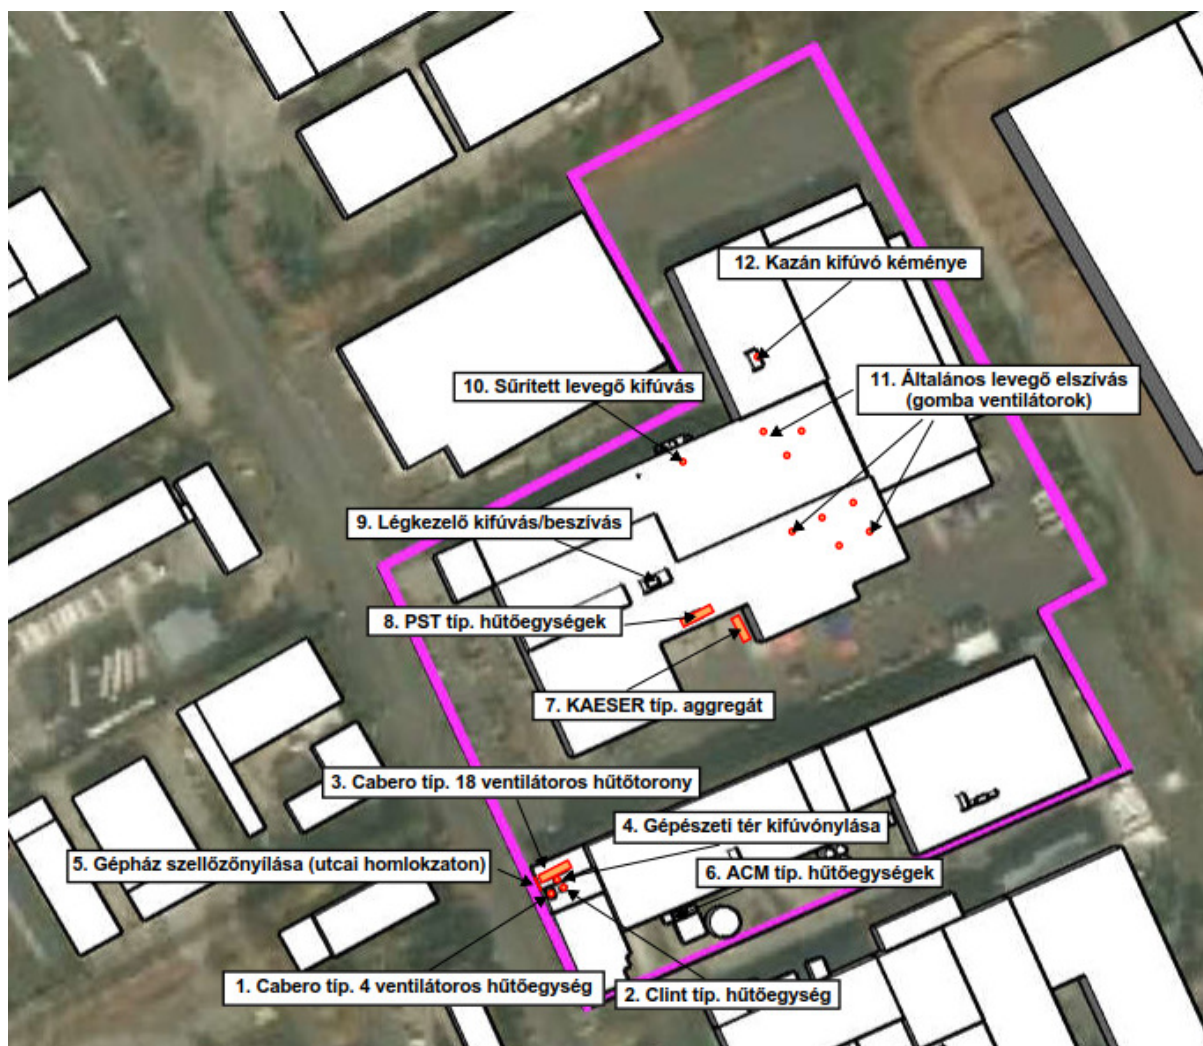 12. Kazán kifúvó kéménye
10. Sűrített levegő kifúvás
11. Általános levegő elszívás
(gomba ventilátorok)
9. Légkezelő kifúvás/beszívás
8. PST típ. hűtőegységek
7. KAESER típ. aggregát
3. Cabero típ. 18 ventilátoros hűtőtorony
4. Gépészeti tér kifúvónylása
5. Gépház szellőzőnyílása (utcai homlokzaton)
6. ACM típ. hűtőegységek
1. Cabero típ. 4 ventilátoros hűtőegység
2. Clint típ. hűtőegység